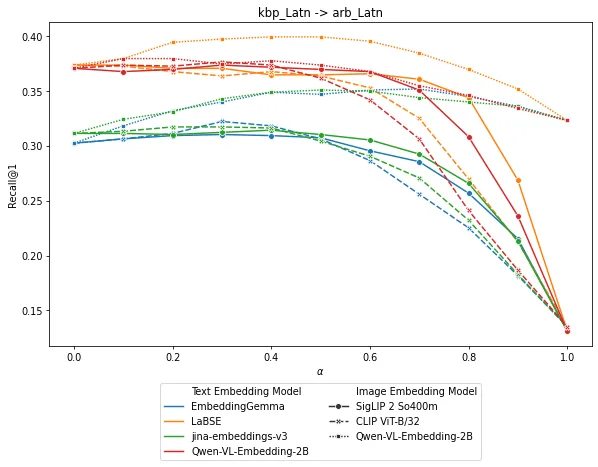 kbp_Latn -> arb_Latn
0.40
0.35
0.30
0.25
0.20
0.15
Recall@1
0.0 0.2 0.4 0.6 0.8 1.0
α
Text Embedding Model
EmbeddingGemma
LaBSE
jina-embeddings-v3
Qwen-VL-Embedding-2B
Image Embedding Model
SigLIP 2 So400m
CLIP ViT-B/32
Qwen-VL-Embedding-2B